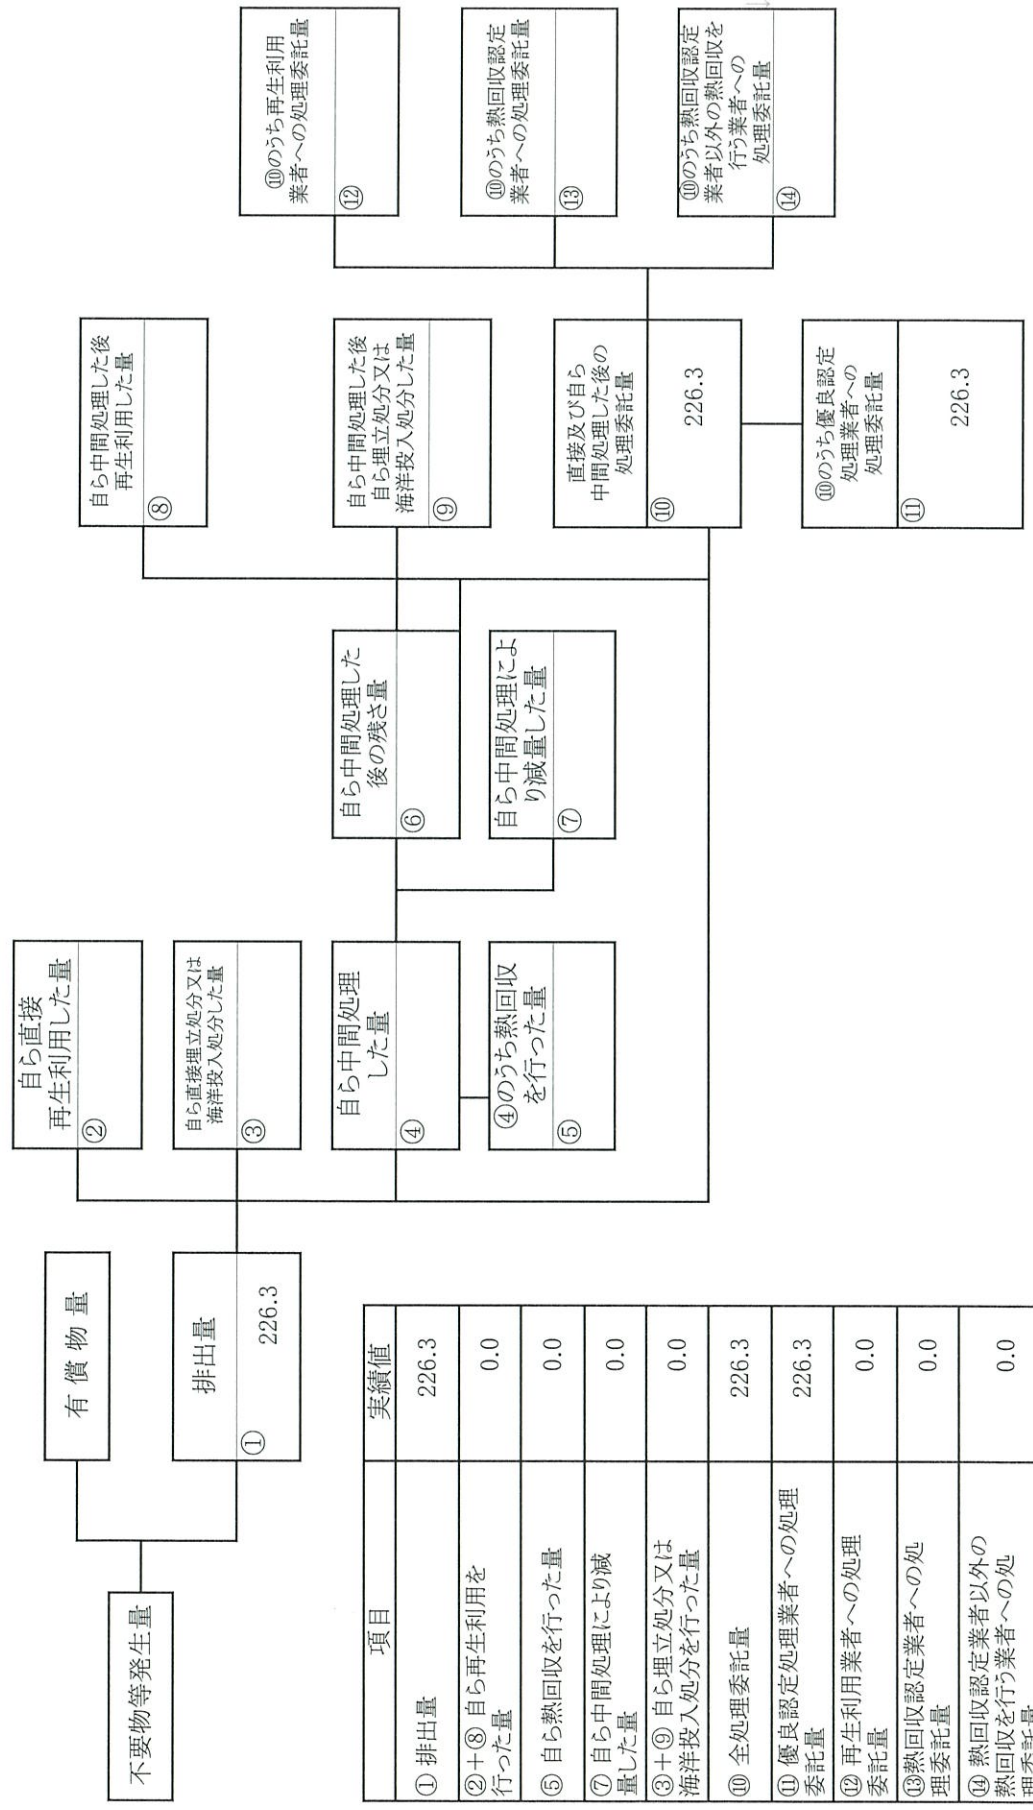 不要物等発生量
有償物量
排出量
①
226.3
自ら直接
再生利用した量
②
自ら直接埋立処分又は
海洋投入処分した量
③
自ら中間処理
した量
④
④のうち熱回収
を行った量
⑤
自ら中間処理した
後の残さ量
⑥
自ら中間処理によ
り減量した量
⑦
自ら中間処理した後
再生利用した量
⑧
自ら中間処理した後
自ら埋立処分又は
海洋投入処分した量
⑨
直接及び自ら
中間処理した後の
処理委託量
⑩
226.3
⑩のうち優良認定
処理業者への
処理委託量
⑪
226.3
⑩のうち再生利用
業者への処理委託量
⑫
⑩のうち熱回収認定
業者への処理委託量
⑬
⑩のうち熱回収認定
業者以外の熱回収を
行う業者への
処理委託量
⑭
項目 実績値
① 排出量 226.3
②+⑧ 自ら再生利用を
行った量 0.0
⑤ 自ら熱回収を行った量 0.0
⑦ 自ら中間処理により減
量した量 0.0
③+⑨ 自ら埋立処分又は
海洋投入処分を行った量 0.0
⑩ 全処理委託量 226.3
⑪ 優良認定処理業者への処理
委託量 226.3
⑫ 再生利用業者への処理
委託量 0.0
⑬熱回収認定業者への処
理委託量 0.0
⑭ 熱回収認定業者以外の
熱回収を行う業者への処
理委託量 0.0